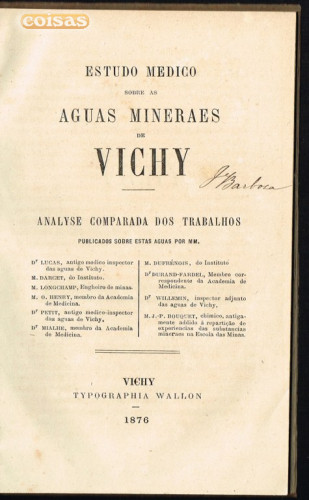 coisas
ESTUDO MEDICO
SOBRE AS
AGUAS MINERAES
DE
VICHY
J. Barbosa
ANALYSE COMPARADA DOS TRABALHOS
PUBLICADOS SOBRE ESTAS AGUAS POR MM.
Dr LUCAS, antigo medico-inspector
das aguas de Vichy.
M. DARCET, do Instituto.
M. LONGCHAMP, Engheiro de minas.
M. O. HENRY, membro da Academia
de Medicina.
Dr PETIT, antigo medico-inspector
das aguas de Vichy.
Dr MIALHE, membro da Academia
de Medicina.
M. DUFRÉNOIS, do Instituto
Dr DURAND-FARDEL, Membro cor-
respondente da Academia de
Medicina.
Dr WILLEMIN, inspector adjunto
das aguas de Vichy.
M. J.-P. BOUQUET, chimico, antiga-
mente addido á repartição de
experiencias das substancias
mineraes na Escola das Minas.
VICHY
TYPOGRAPHIA WALLON
1876